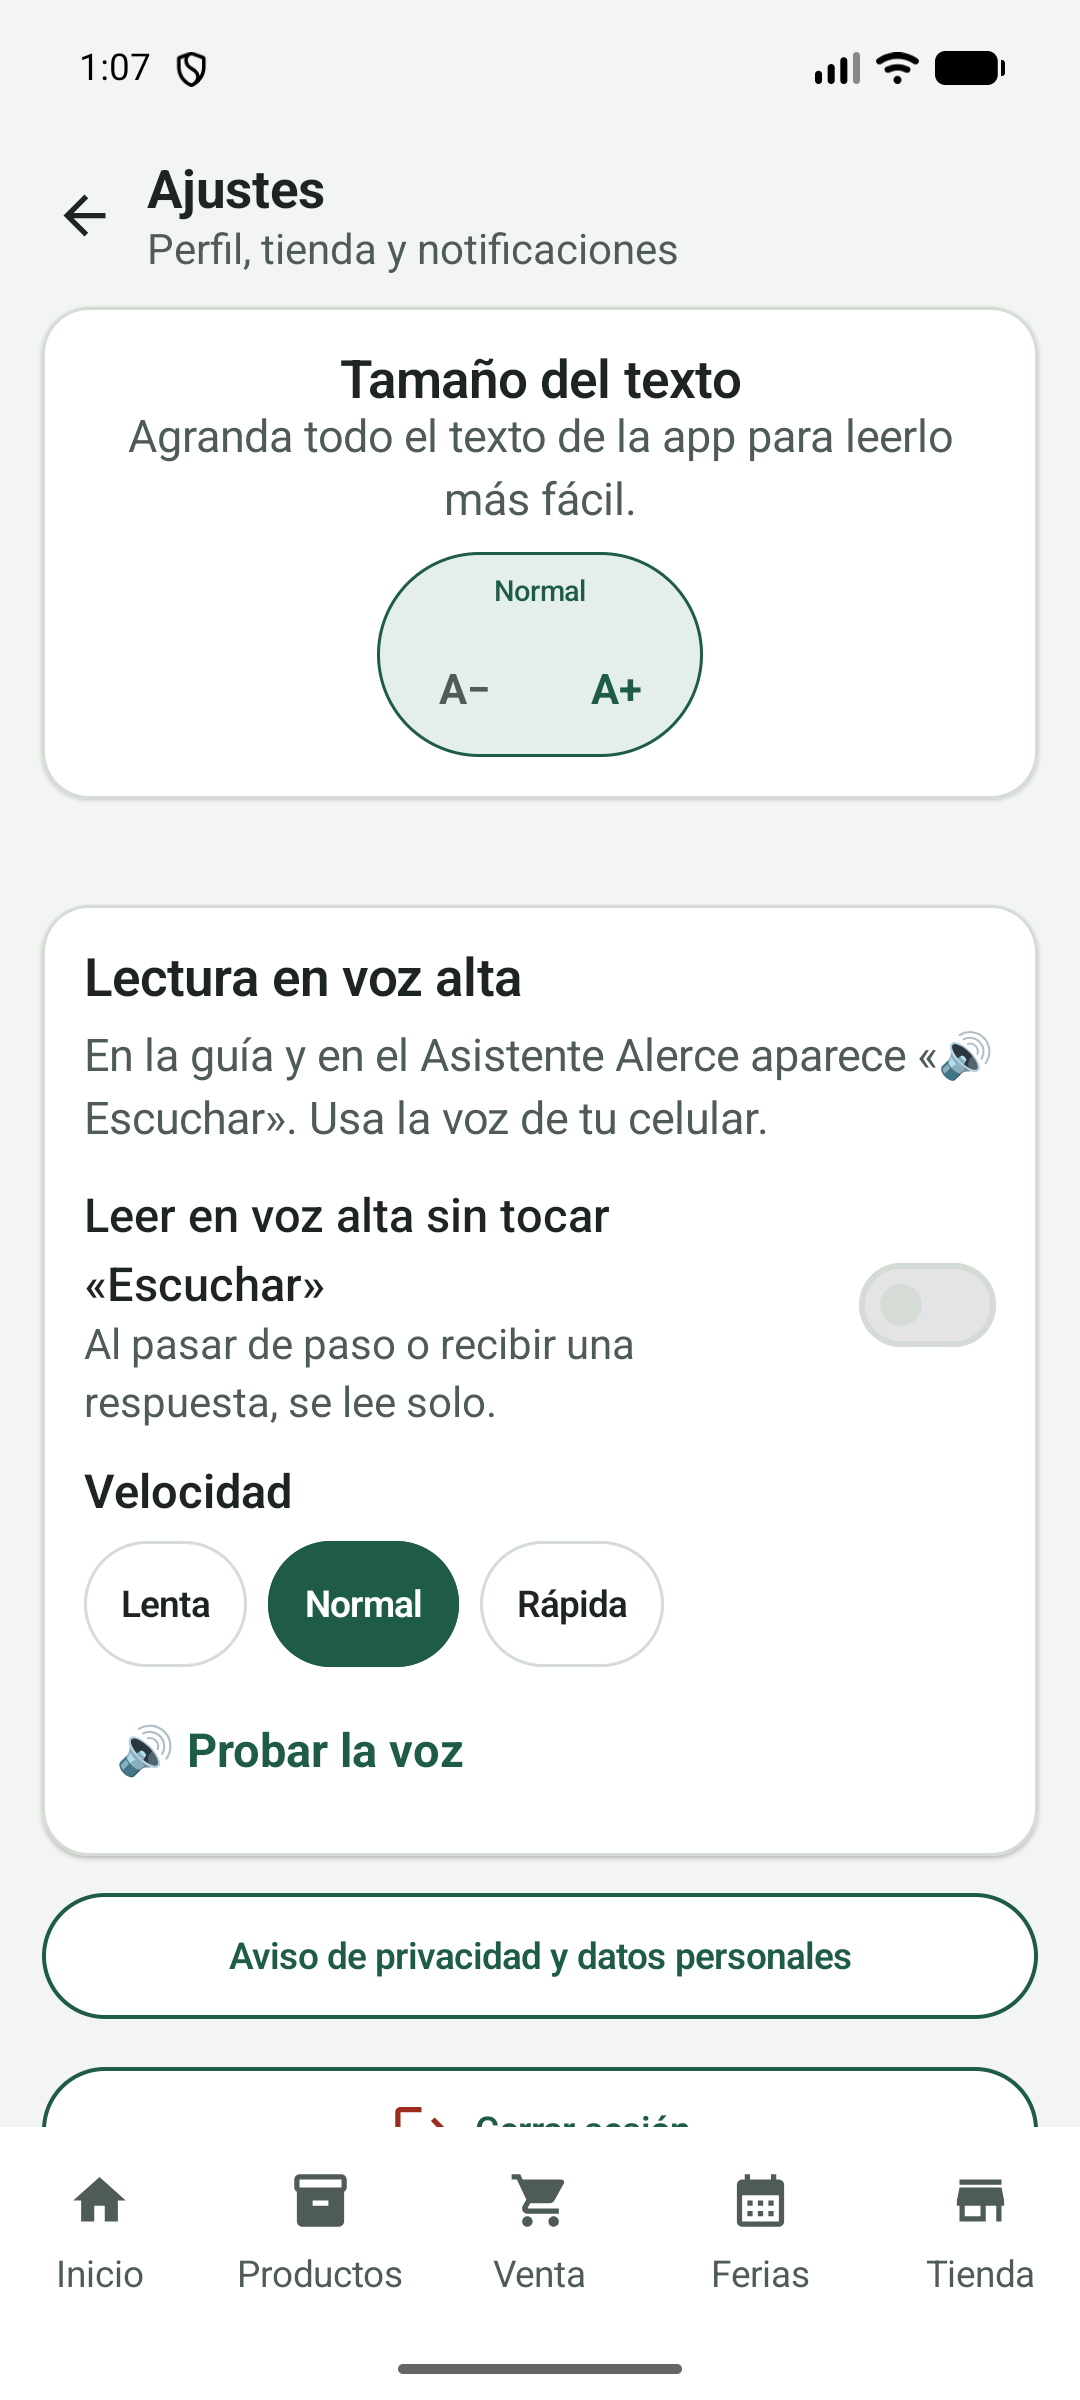 1:07
Ajustes
Perfil, tienda y notificaciones
Tamaño del texto
Agranda todo el texto de la app para leerlo
más fácil.
Normal
A−
A+
Lectura en voz alta
En la guía y en el Asistente Alerce aparece «🔊
Escuchar». Usa la voz de tu celular.
Leer en voz alta sin tocar
«Escuchar»
Al pasar de paso o recibir una
respuesta, se lee solo.
Velocidad
Lenta
Normal
Rápida
🔊 Probar la voz
Aviso de privacidad y datos personales
Cerrar sesión
Inicio
Productos
Venta
Ferias
Tienda